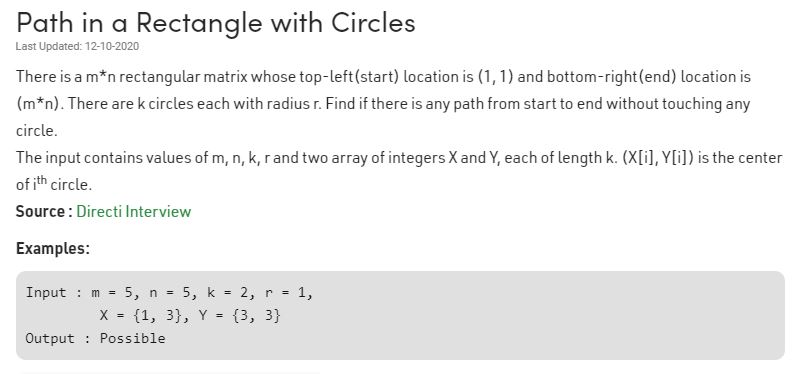 Path in a Rectangle with Circles
Last Updated: 12-10-2020
There is a m*n rectangular matrix whose top-left(start) location is (1, 1) and bottom-right(end) location is
(m*n). There are k circles each with radius r. Find if there is any path from start to end without touching any
circle.
The input contains values of m, n, k, r and two array of integers X and Y, each of length k. (X[i], Y[i]) is the center
of ith circle.
Source : Directi Interview
Examples:
Input : m = 5, n = 5, k = 2, r = 1,
X = {1, 3}, Y = {3, 3}
Output : Possible